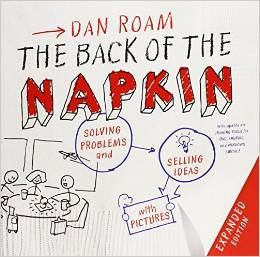 DAN ROAM
THE BACK OF THE
NAPKIN
SOLVING
PROBLEMS and
SELLING
IDEAS
with
PICTURES
EXPANDED
EDITION